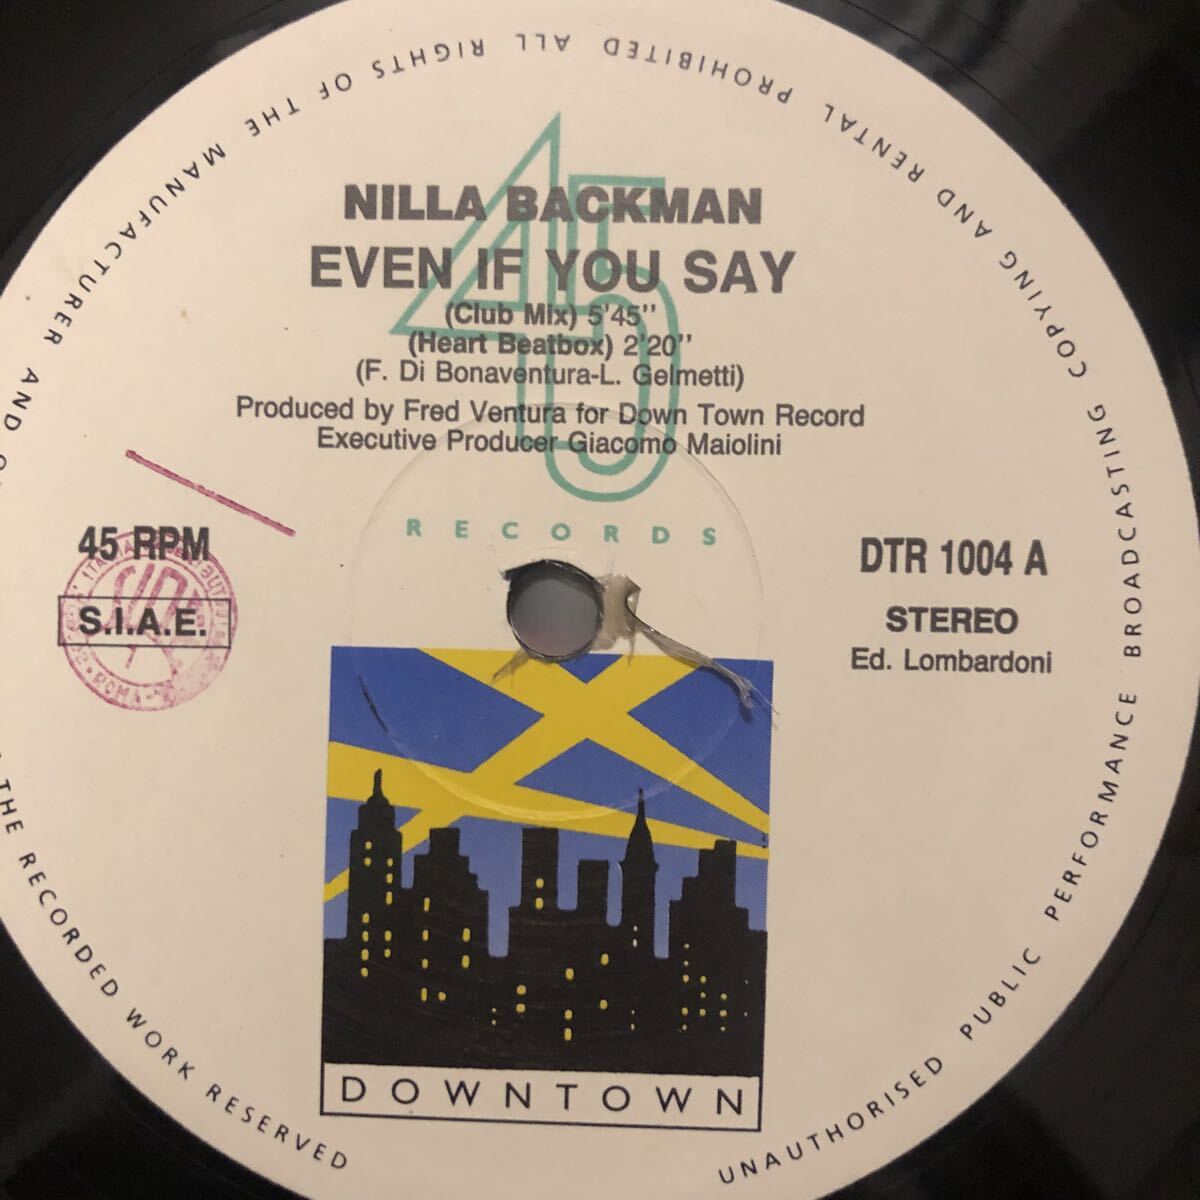 NILLA BACKMAN
EVEN IF YOU SAY
(Club Mix) 5'45"
(Heart Beatbox) 2'20"
(F. Di Bonaventura-L. Gelmetti)
Produced by Fred Ventura for Down Town Record
Executive Producer Giacomo Maiolini
45
RECORDS
45 RPM
S.I.A.E.
ROMA
DTR 1004 A
STEREO
Ed. Lombardoni
DOWNTOWN
MANUFACTURER AND
THE RECORDED WORK RESERVED
UNAUTHORISED PUBLIC PERFORMANCE BROADCASTING COPYING AND RENTAL PROHIBITED ALL RIGHTS OF THE